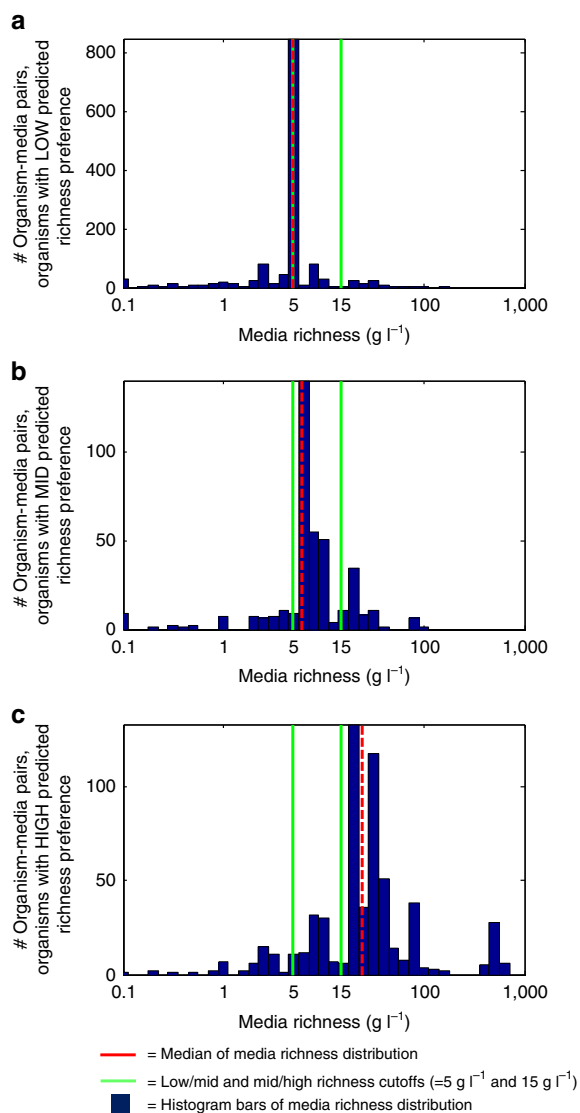 a
# Organism-media pairs,
organisms with LOW predicted
richness preference
800
600
400
200
0
0.1 1 5 15 100 1,000
Media richness (g l⁻¹)
b
# Organism-media pairs,
organisms with MID predicted
richness preference
100
50
0
0.1 1 5 15 100 1,000
Media richness (g l⁻¹)
c
# Organism-media pairs,
organisms with HIGH predicted
richness preference
100
50
0
0.1 1 5 15 100 1,000
Media richness (g l⁻¹)
= Median of media richness distribution
= Low/mid and mid/high richness cutoffs (=5 g l⁻¹ and 15 g l⁻¹)
= Histogram bars of media richness distribution